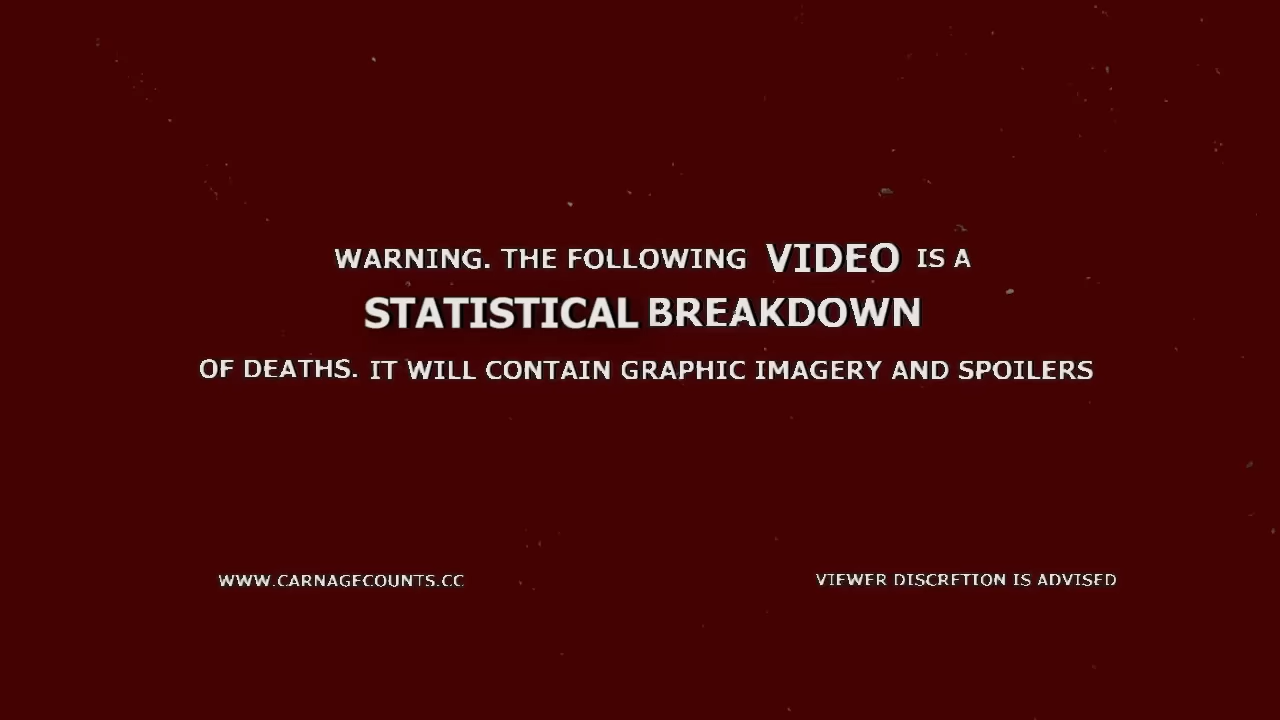 WARNING. THE FOLLOWING VIDEO IS A
STATISTICAL BREAKDOWN
OF DEATHS. IT WILL CONTAIN GRAPHIC IMAGERY AND SPOILERS
WWW.CARNAGECOUNTS.CC
VIEWER DISCRETION IS ADVISED